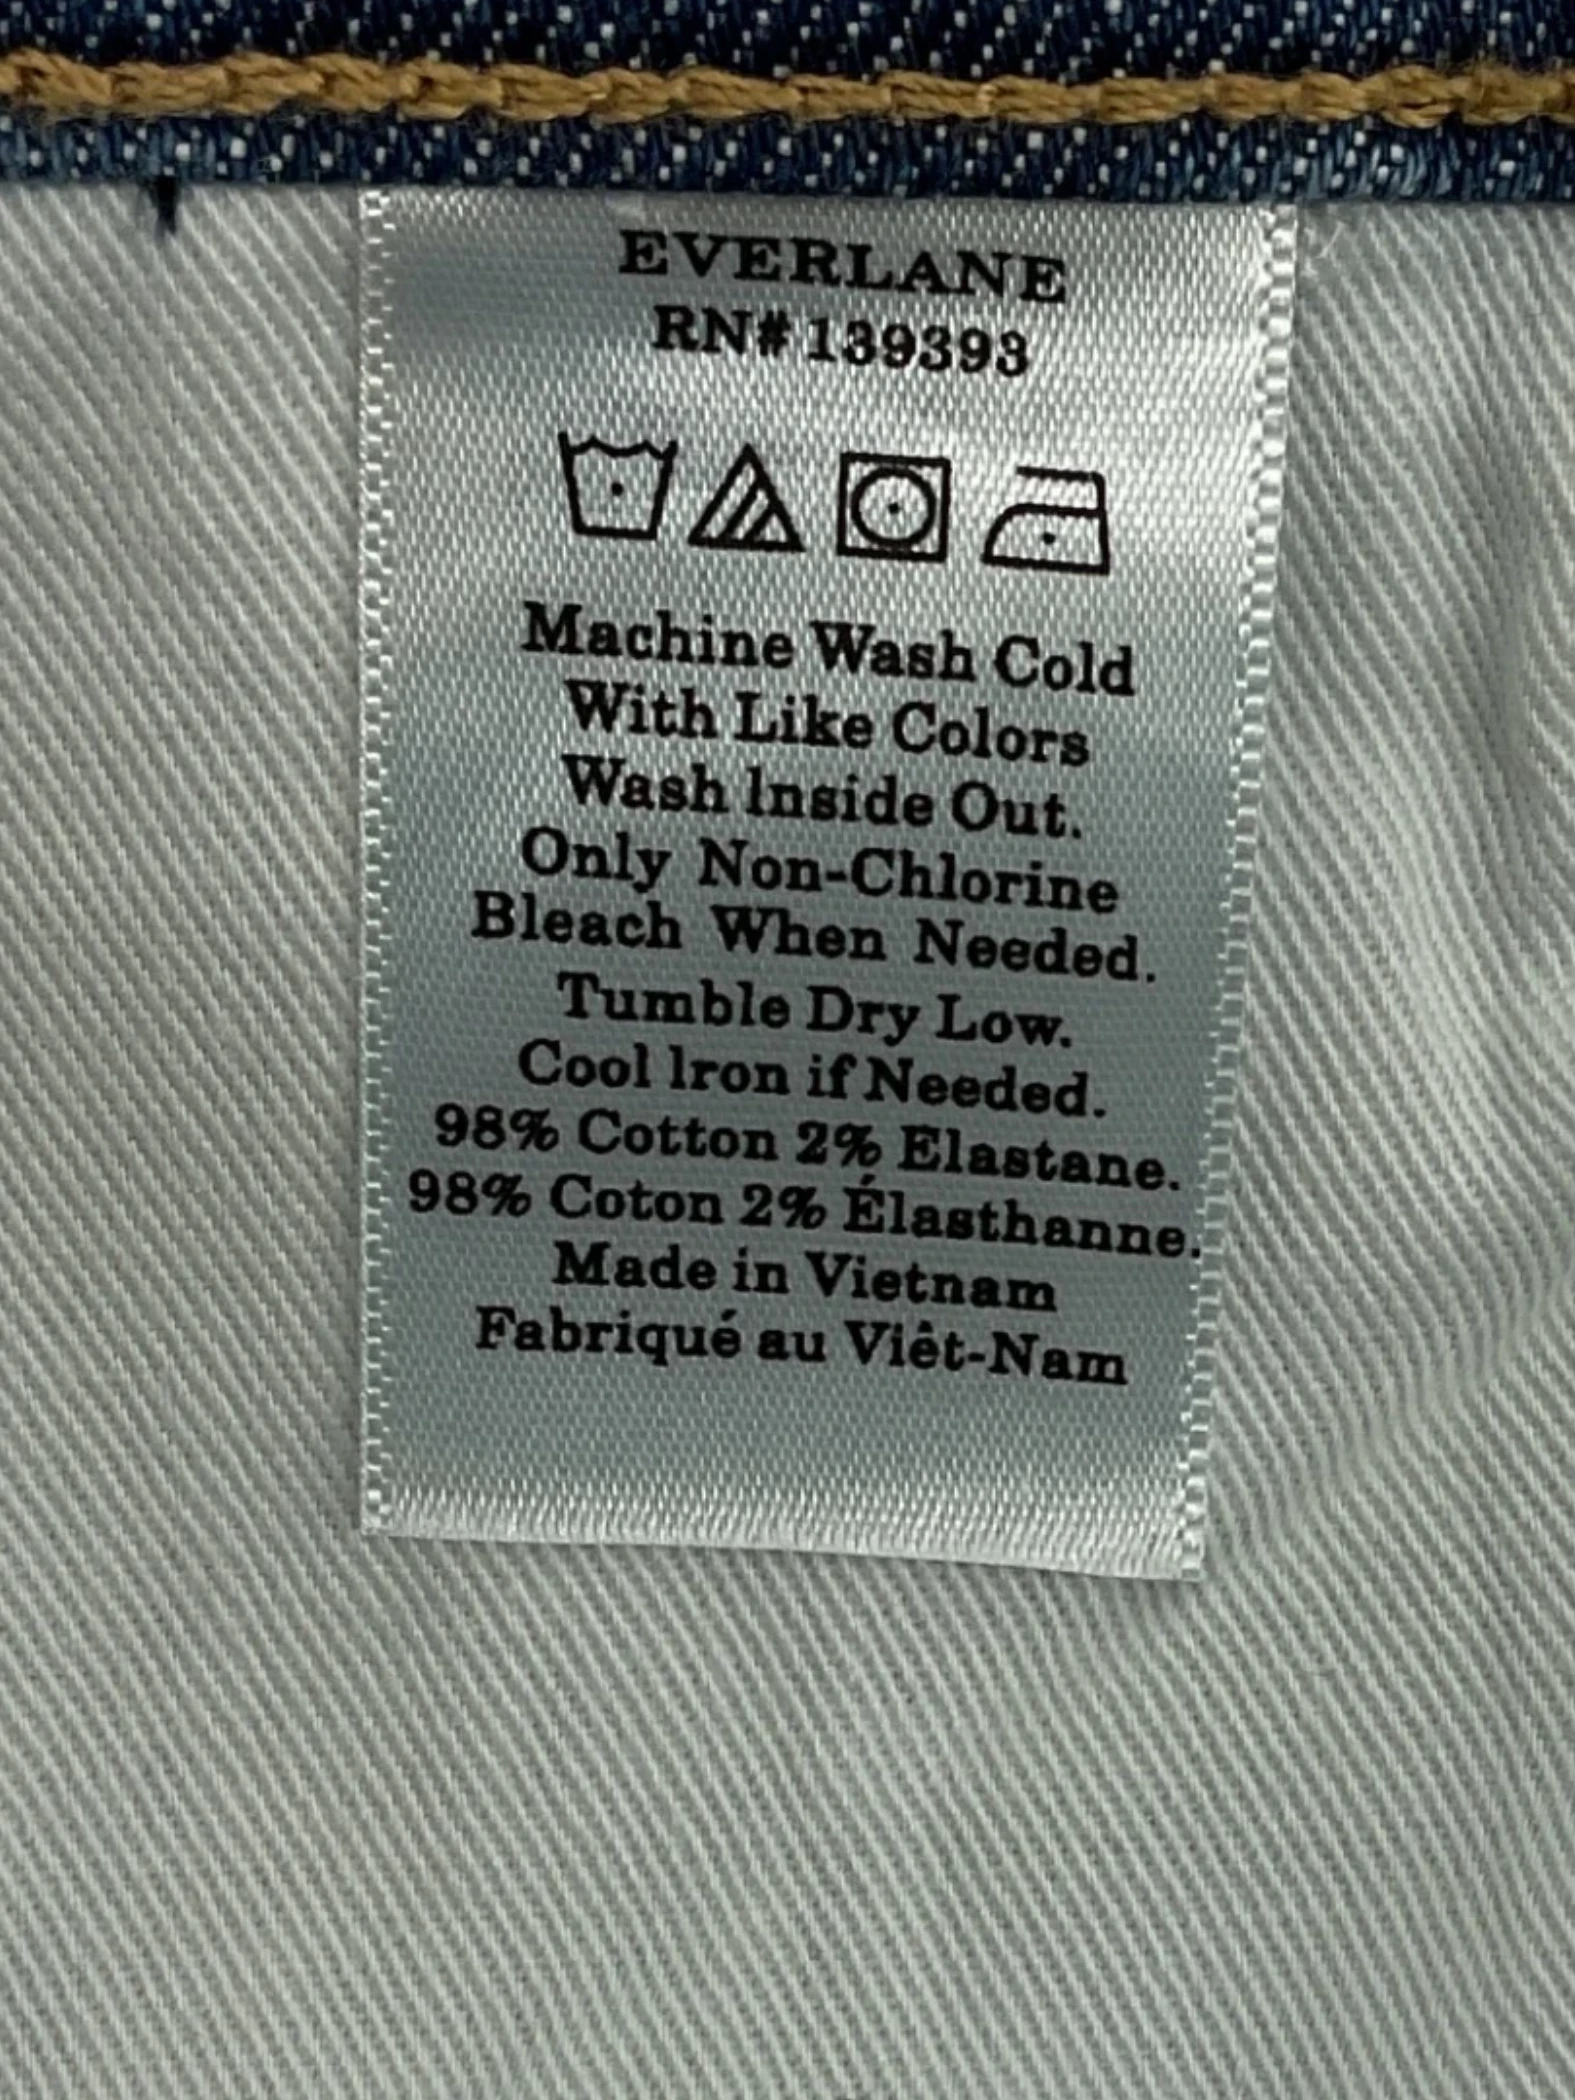 EVERLANE
RN# 139393
Machine Wash Cold
With Like Colors
Wash Inside Out.
Only Non-Chlorine
Bleach When Needed.
Tumble Dry Low.
Cool Iron if Needed.
98% Cotton 2% Elastane.
98% Coton 2% Élasthanne.
Made in Vietnam
Fabriqué au Viêt-Nam